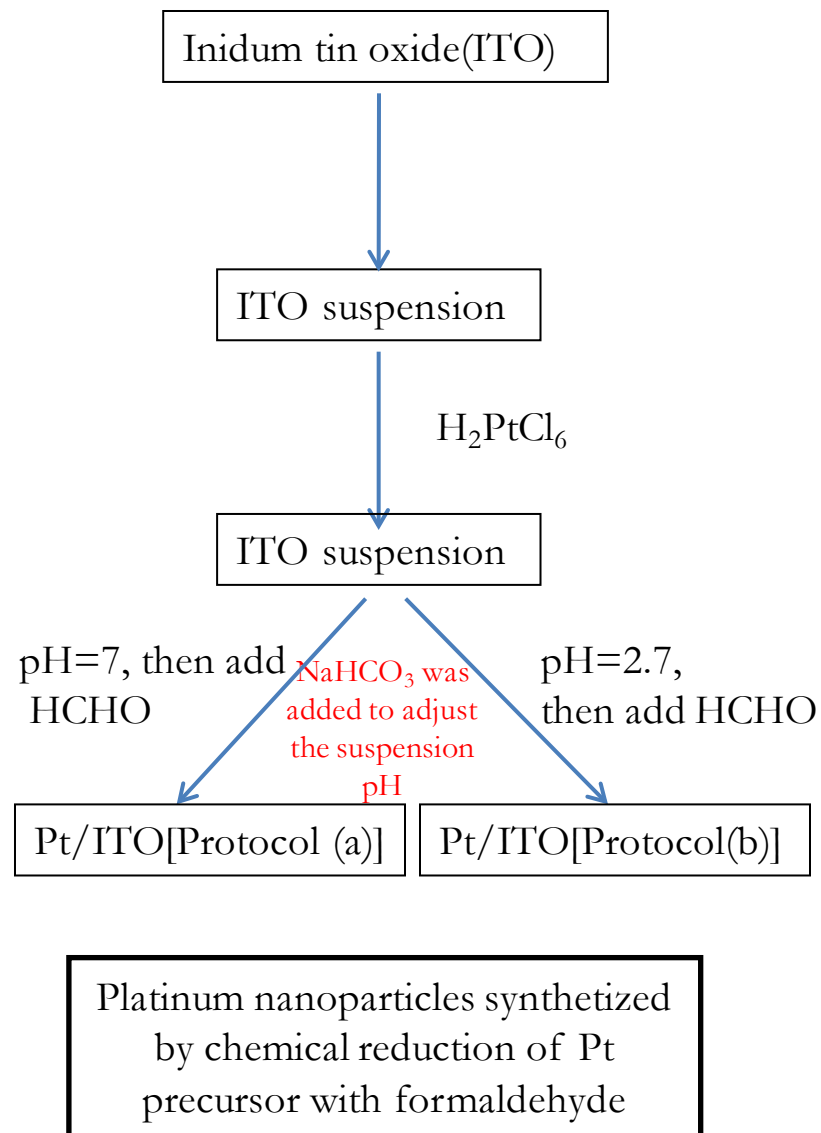 Inidum tin oxide(ITO)
ITO suspension
H₂PtCl₆
ITO suspension
pH=7, then add
HCHO
NaHCO₃ was
added to adjust
the suspension
pH
pH=2.7,
then add HCHO
Pt/ITO[Protocol (a)]
Pt/ITO[Protocol(b)]
Platinum nanoparticles synthetized
by chemical reduction of Pt
precursor with formaldehyde